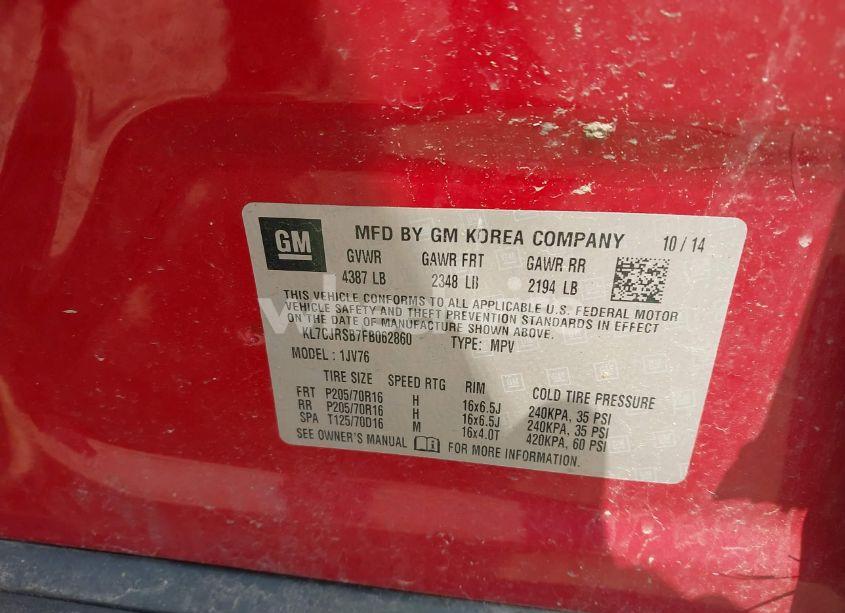 GM MFD BY GM KOREA COMPANY 10 / 14
GVWR GAWR FRT GAWR RR
4387 LB 2348 LB 2194 LB
THIS VEHICLE CONFORMS TO ALL APPLICABLE U.S. FEDERAL MOTOR
VEHICLE SAFETY AND THEFT PREVENTION STANDARDS IN EFFECT
ON THE DATE OF MANUFACTURE SHOWN ABOVE.
KL7CJRSB7FB062860 TYPE: MPV
MODEL : 1JV76
TIRE SIZE SPEED RTG RIM COLD TIRE PRESSURE
FRT P205/70R16 H 16x6.5J 240KPA, 35 PSI
RR P205/70R16 H 16x6.5J 240KPA, 35 PSI
SPA T125/70D16 M 16x4.0T 420KPA, 60 PSI
SEE OWNER'S MANUAL FOR MORE INFORMATION.